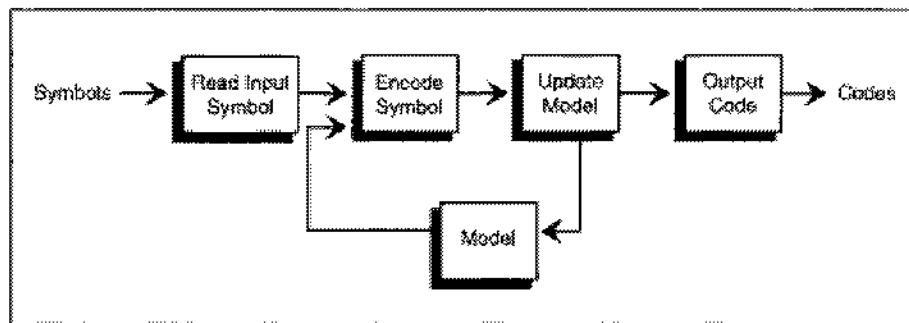 Symbols
Read Input
Symbol
Encode
Symbol
Update
Model
Output
Code
Codes
Model